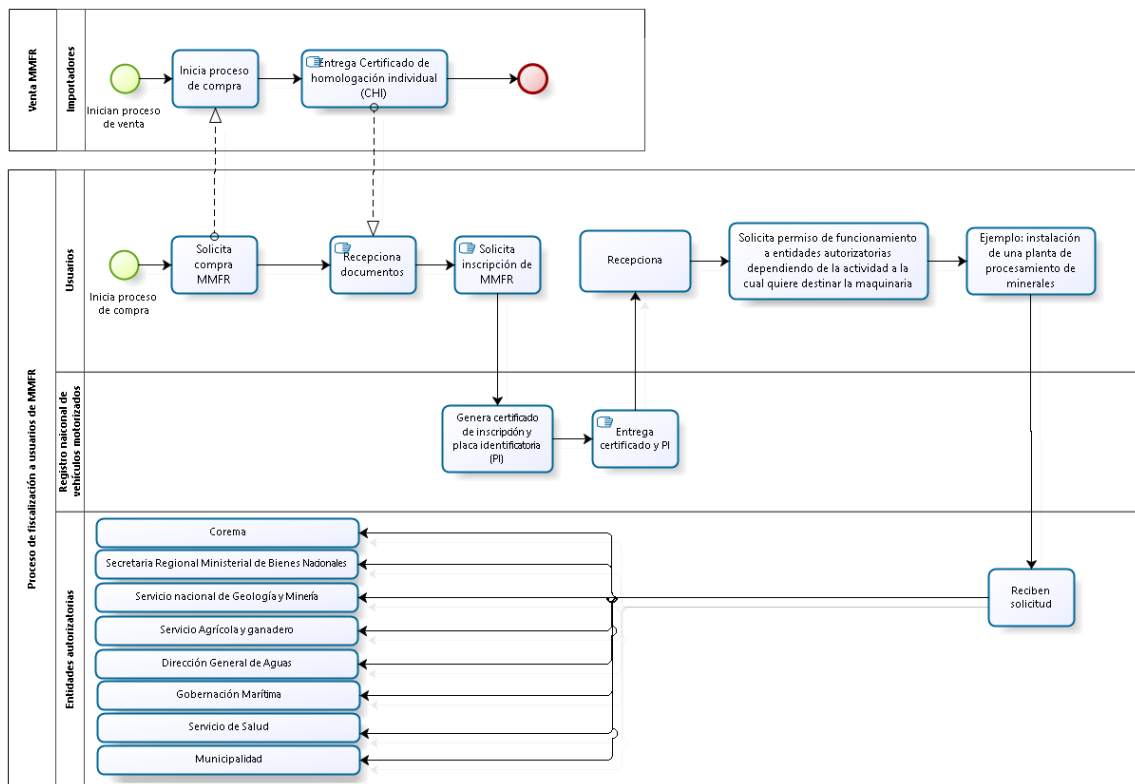 Venta MMFR
Importadores
Inician proceso
de venta
Inicia proceso
de compra
Entrega Certificado de
homologación individual
(CHI)
Proceso de fiscalización a usuarios de MMFR
Usuarios
Inicia proceso
de compra
Solicita
compra
MMFR
Recepciona
documentos
Solicita
inscripción de
MMFR
Recepciona
Solicita permiso de funcionamiento
a entidades autorizatorias
dependiendo de la actividad a la
cual quiere destinar la maquinaria
Ejemplo: instalación
de una planta de
procesamiento de
minerales
Registro naiconal de
vehículos motorizados
Genera certificado
de inscripción y
placa identificatoria
(PI)
Entrega
certificado y PI
Entidades autorizatorias
Corema
Secretaria Regional Ministerial de Bienes Nacionales
Servicio nacional de Geología y Minería
Servicio Agrícola y ganadero
Dirección General de Aguas
Gobernación Marítima
Servicio de Salud
Municipalidad
Reciben
solicitud